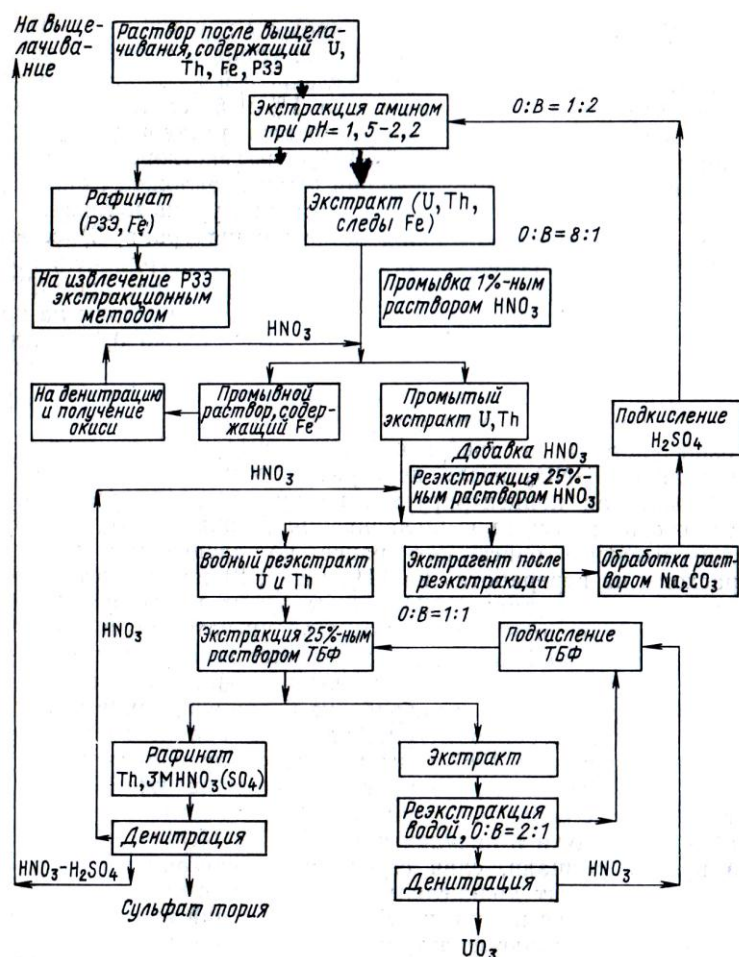 На выще-
лачива-
ние
Раствор после выщела-
чивания, содержащий U,
Th, Fe, РЗЭ
Экстракция амином
при pH=1,5-2,2
O:B=1:2
Рафинат
(РЗЭ, Fe)
Экстракт (U, Th,
следы Fe)
O:B=8:1
На извлечение РЗЭ
экстракционным
методом
Промывка 1%-ным
раствором HNO3
HNO3
На денитрацию
и получение
окиси
Промывной
раствор, содер-
жащий Fe
Промытый
экстракт U, Th
Подкисление
H2SO4
Добавка HNO3
HNO3
Реэкстракция 25%-
ным раствором HNO3
Водный реэкстракт
U и Th
Экстрагент после
реэкстракции
Обработка раст-
вором Na2CO3
HNO3
O:B=1:1
Экстракция 25%-ным
раствором ТБФ
Подкисление
ТБФ
Рафинат
Th, 3MHNO3(SO4)
Экстракт
Реэкстракция
водой, O:B=2:1
Денитрация
HNO3-H2SO4
Денитрация
HNO3
Сульфат тория
UO3